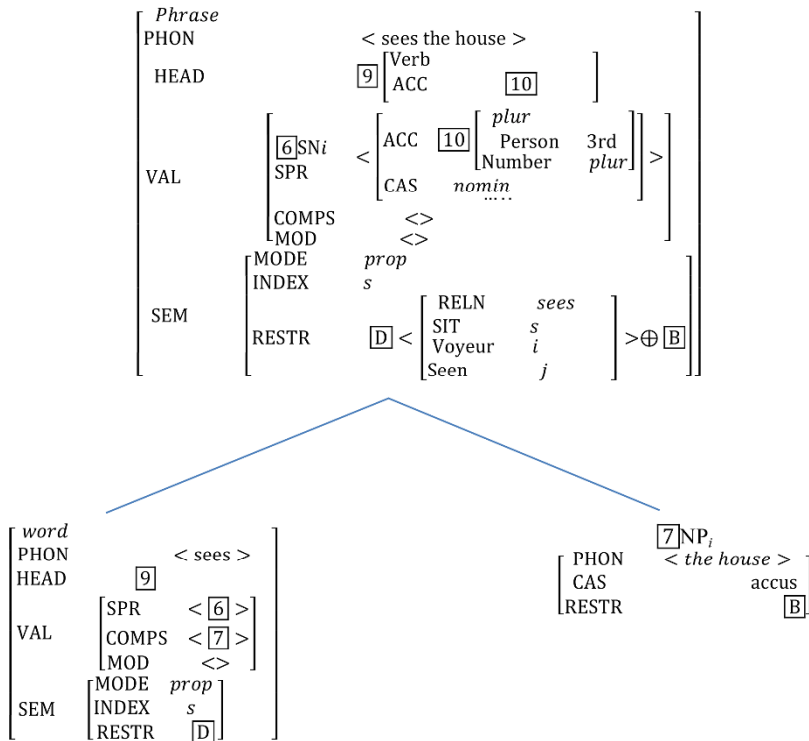 Phrase
PHON < sees the house >
HEAD 9 Verb
ACC 10
VAL 6 SNi SPR < ACC 10 plur
Person 3rd
Number plur >
CAS nomin
.....
COMPS <>
MOD <>
SEM MODE prop
INDEX s
RESTR D < RELN sees
SIT s
Voyeur i
Seen j > ⊕ B
word
PHON < sees >
HEAD 9
VAL SPR < 6 >
COMPS < 7 >
MOD <>
SEM MODE prop
INDEX s
RESTR D
7 NPi
PHON < the house >
CAS accus
RESTR B